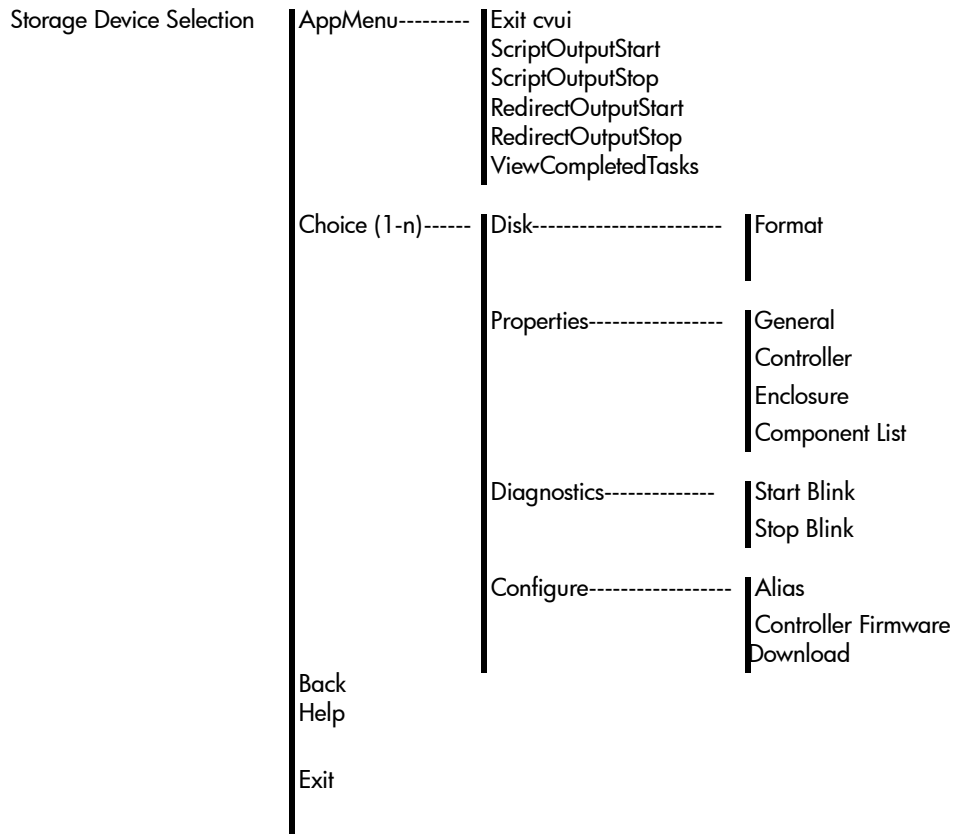 Storage Device Selection AppMenu--------- Exit cvui
ScriptOutputStart
ScriptOutputStop
RedirectOutputStart
RedirectOutputStop
ViewCompletedTasks
Choice (1-n)------ Disk------------------------ Format
Properties----------------- General
Controller
Enclosure
Component List
Diagnostics-------------- Start Blink
Stop Blink
Configure------------------ Alias
Controller Firmware
Download
Back
Help
Exit